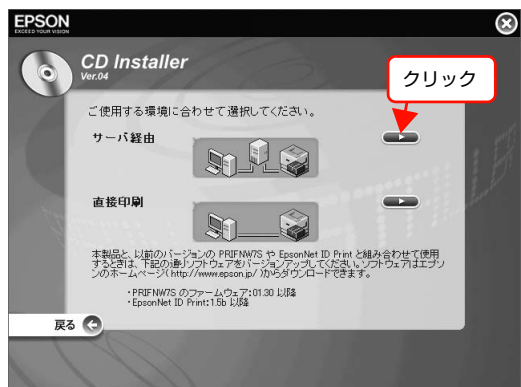 EPSON
EXCEED YOUR VISION
CD Installer
Ver.04
クリック
ご使用する環境に合わせて選択してください。
サーバ経由
直接印刷
本製品と、以前のバージョンの PRIFNW7S や EpsonNet ID Print と組み合わせて使用
するときは、下記の通りソフトウェアをバージョンアップしてください。ソフトウェアはエプソ
ンのホームページ(http://www.epson.jp/)からダウンロードできます。
・PRIFNW7S のファームウェア:01.30 以降
・EpsonNet ID Print:1.5b 以降
戻る